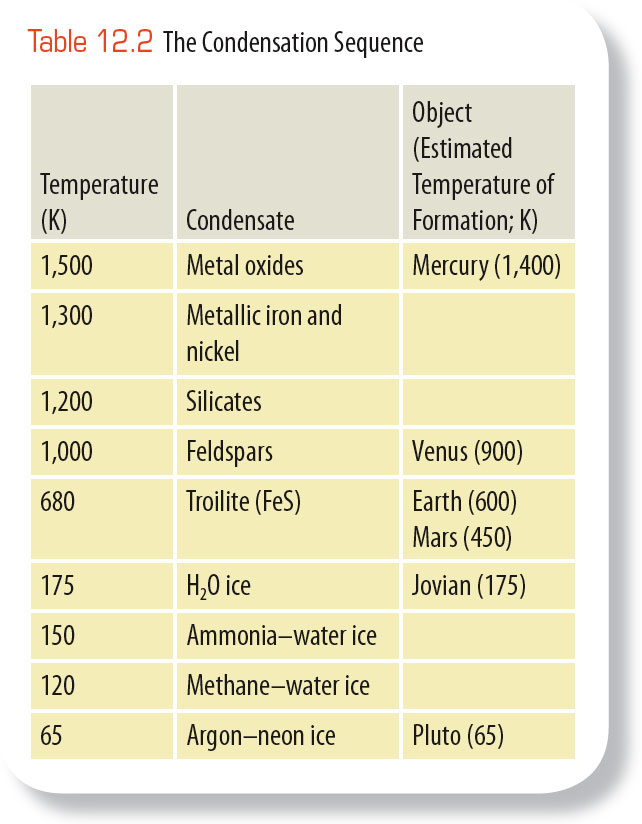 Table 12.2 The Condensation Sequence
Temperature
(K)
Condensate
Object
(Estimated
Temperature of
Formation; K)
1,500 Metal oxides Mercury (1,400)
1,300 Metallic iron and
nickel
1,200 Silicates
1,000 Feldspars Venus (900)
680 Troilite (FeS) Earth (600)
Mars (450)
175 H₂O ice Jovian (175)
150 Ammonia–water ice
120 Methane–water ice
65 Argon–neon ice Pluto (65)